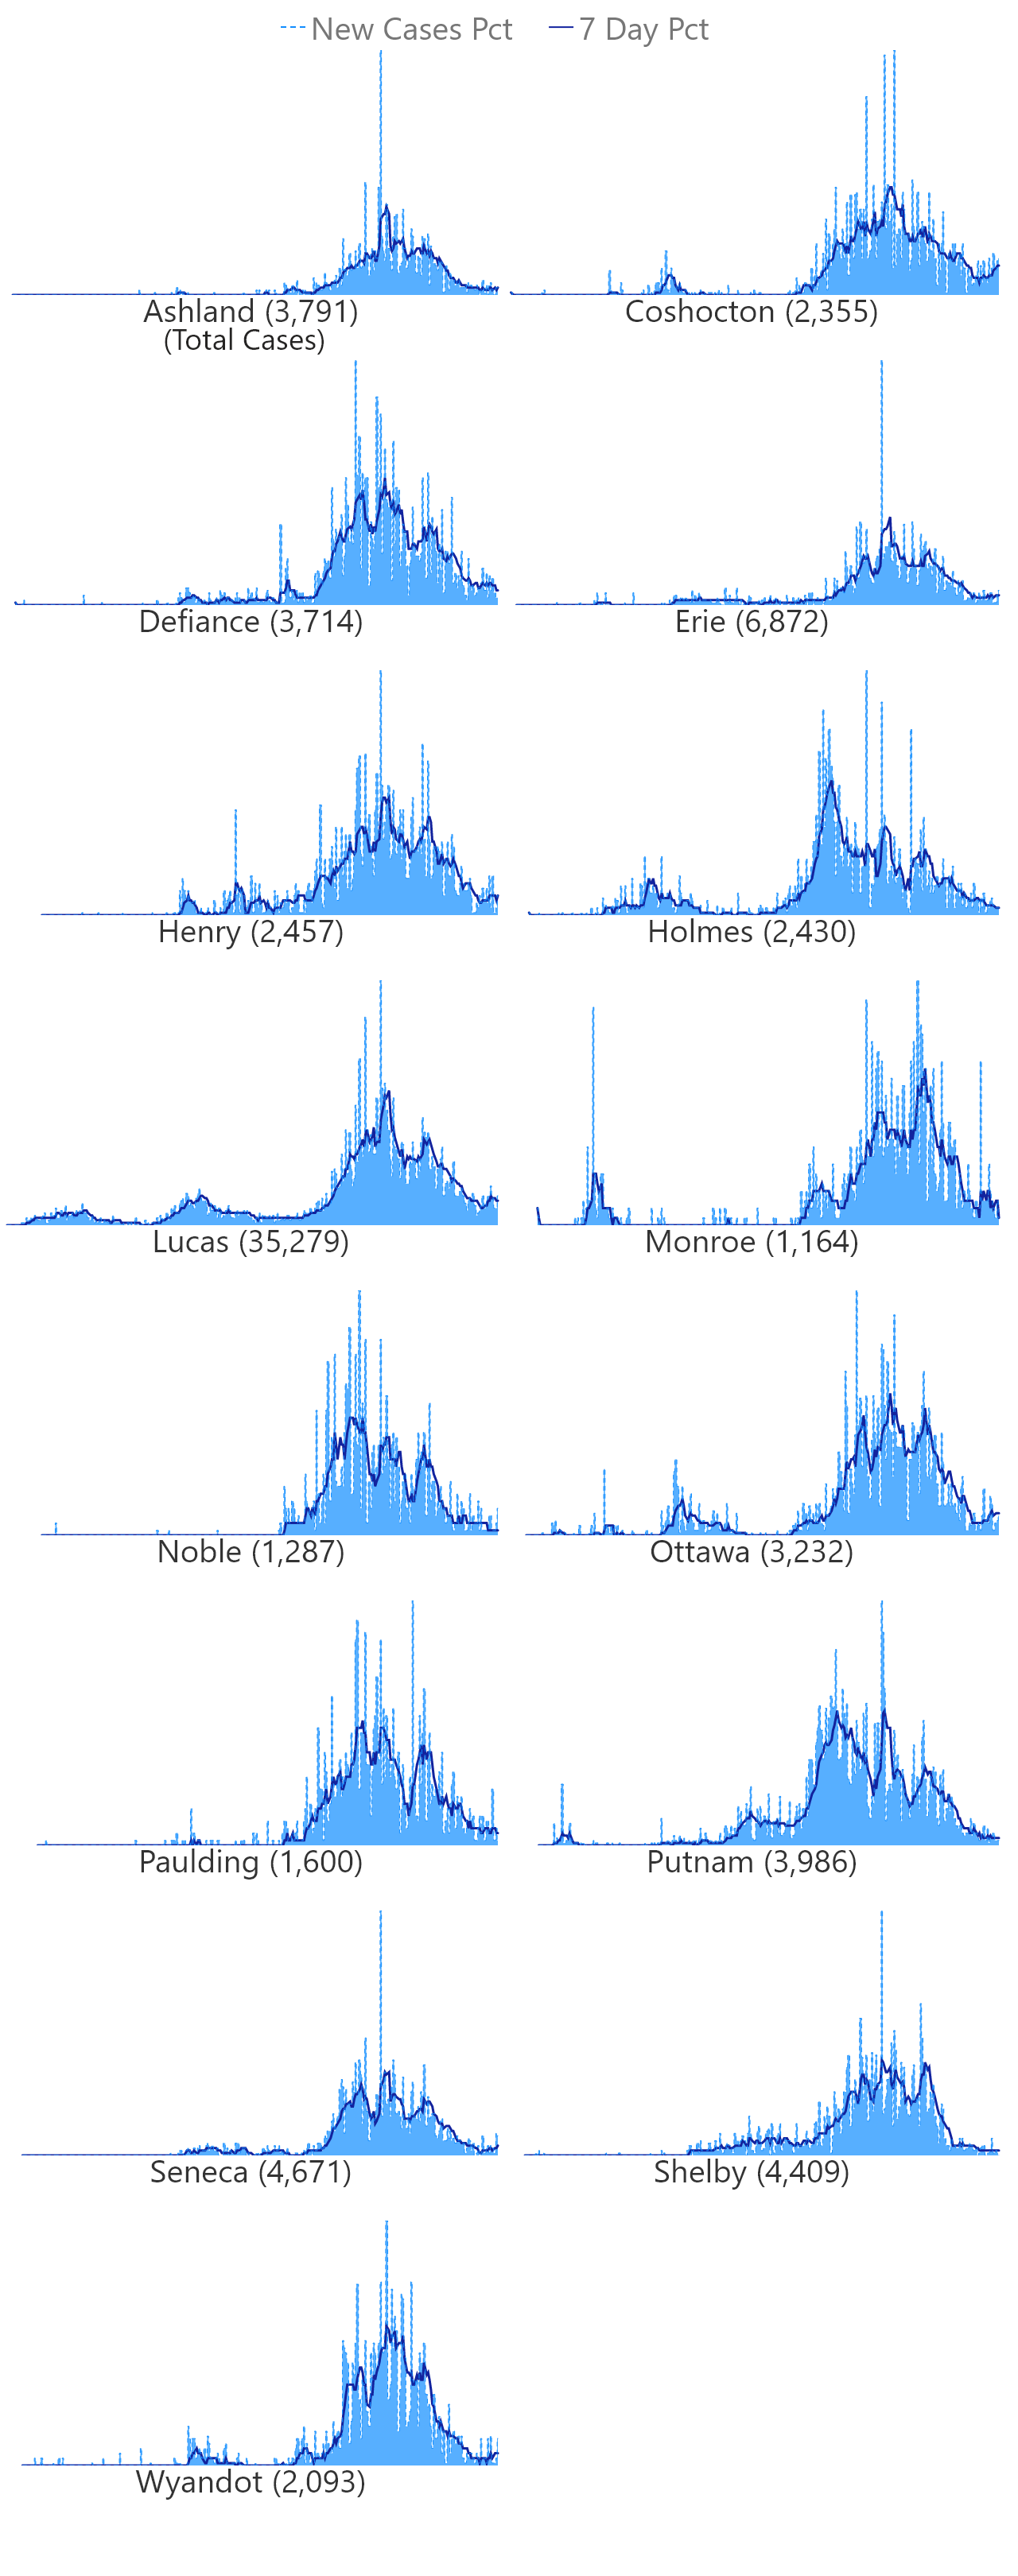 New Cases Pct 7 Day Pct
Ashland (3,791)
(Total Cases)
Coshocton (2,355)
Defiance (3,714)
Erie (6,872)
Henry (2,457)
Holmes (2,430)
Lucas (35,279)
Monroe (1,164)
Noble (1,287)
Ottawa (3,232)
Paulding (1,600)
Putnam (3,986)
Seneca (4,671)
Shelby (4,409)
Wyandot (2,093)